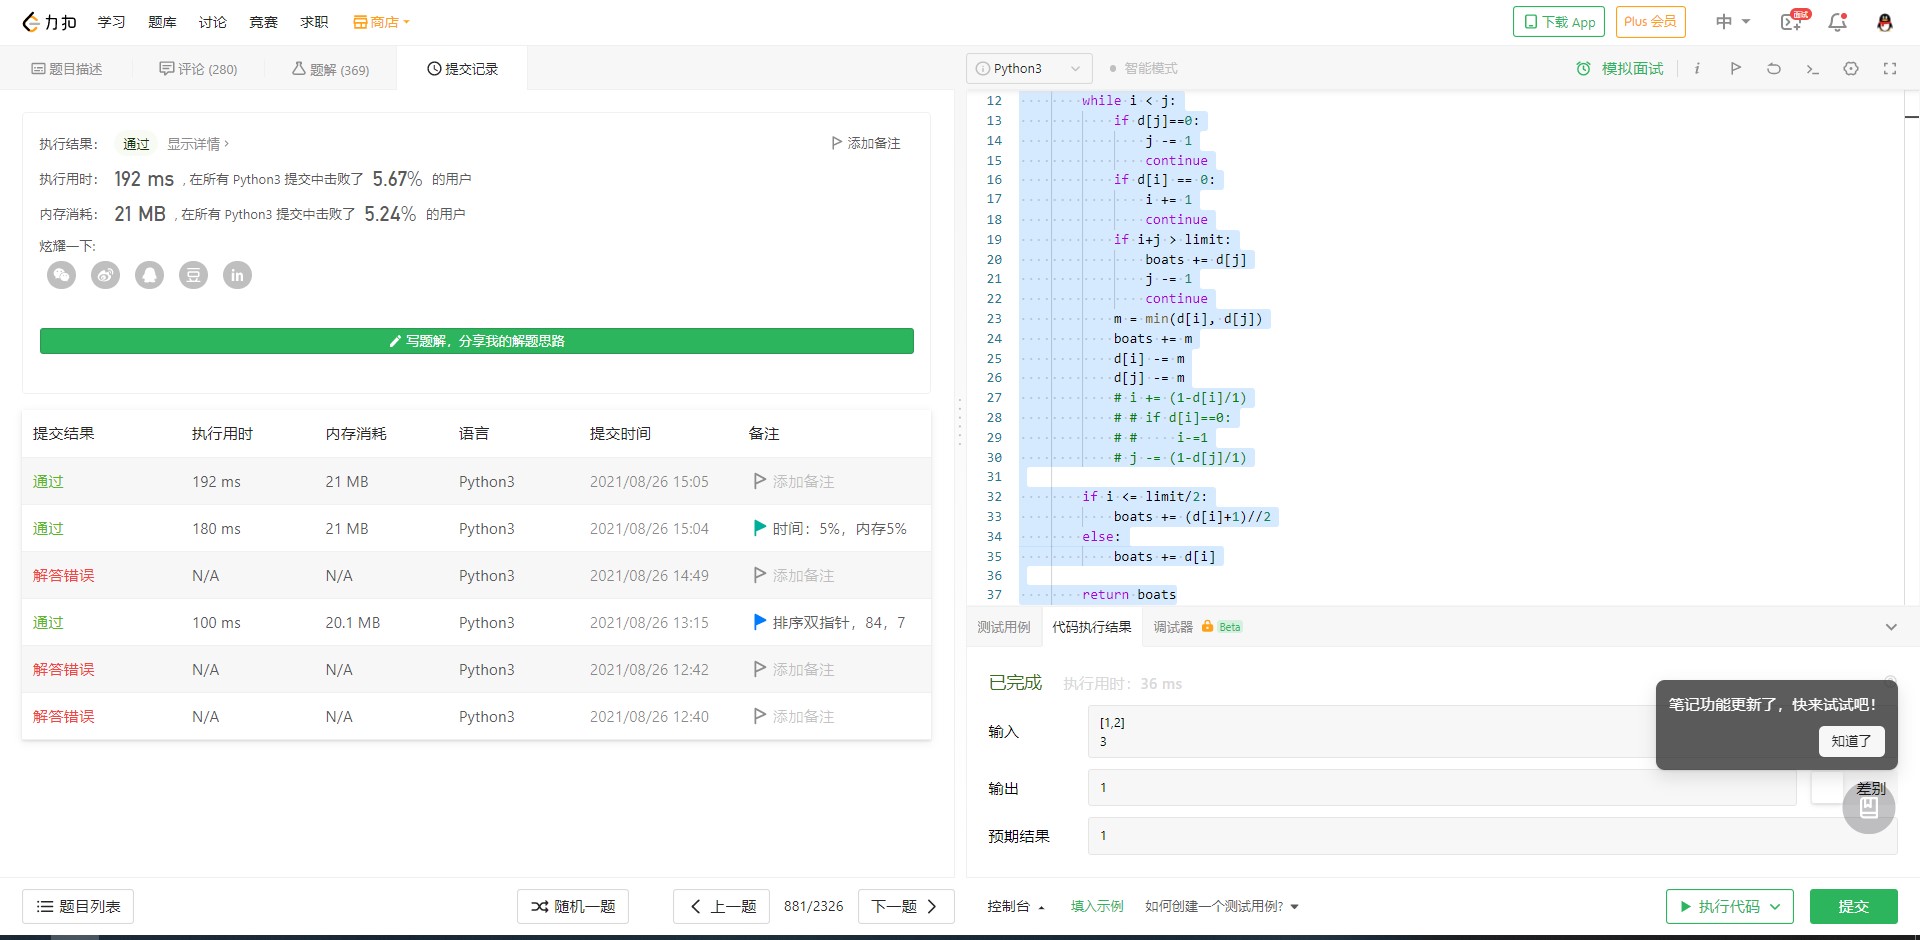 力扣 学习 题库 讨论 竞赛 求职 商店 下载 App Plus 会员 中 面试
题目描述 评论 (280) 题解 (369) 提交记录
Python3 智能模式 模拟面试
执行结果： 通过 显示详情 › 添加备注
执行用时： 192 ms , 在所有 Python3 提交中击败了 5.67% 的用户
内存消耗： 21 MB , 在所有 Python3 提交中击败了 5.24% 的用户
炫耀一下:
豆 in
写题解，分享我的解题思路
提交结果 执行用时 内存消耗 语言 提交时间 备注
通过 192 ms 21 MB Python3 2021/08/26 15:05 添加备注
通过 180 ms 21 MB Python3 2021/08/26 15:04 时间：5%，内存5%
解答错误 N/A N/A Python3 2021/08/26 14:49 添加备注
通过 100 ms 20.1 MB Python3 2021/08/26 13:15 排序双指针，84，7
解答错误 N/A N/A Python3 2021/08/26 12:42 添加备注
解答错误 N/A N/A Python3 2021/08/26 12:40 添加备注
12 while i < j:
13 if d[j]==0:
14 j -= 1
15 continue
16 if d[i] == 0:
17 i += 1
18 continue
19 if i+j > limit:
20 boats += d[j]
21 j -= 1
22 continue
23 m = min(d[i], d[j])
24 boats += m
25 d[i] -= m
26 d[j] -= m
27 # i += (1-d[i]/1)
28 # # if d[i]==0:
29 # # i-=1
30 # j -= (1-d[j]/1)
31
32 if i <= limit/2:
33 boats += (d[i]+1)//2
34 else:
35 boats += d[i]
36
37 return boats
测试用例 代码执行结果 调试器 Beta
已完成 执行用时：36 ms
输入
[1,2]
3
输出 1 差别
预期结果 1
笔记功能更新了，快来试试吧！
知道了
题目列表 随机一题 上一题 881/2326 下一题 控制台 填入示例 如何创建一个测试用例? 执行代码 提交